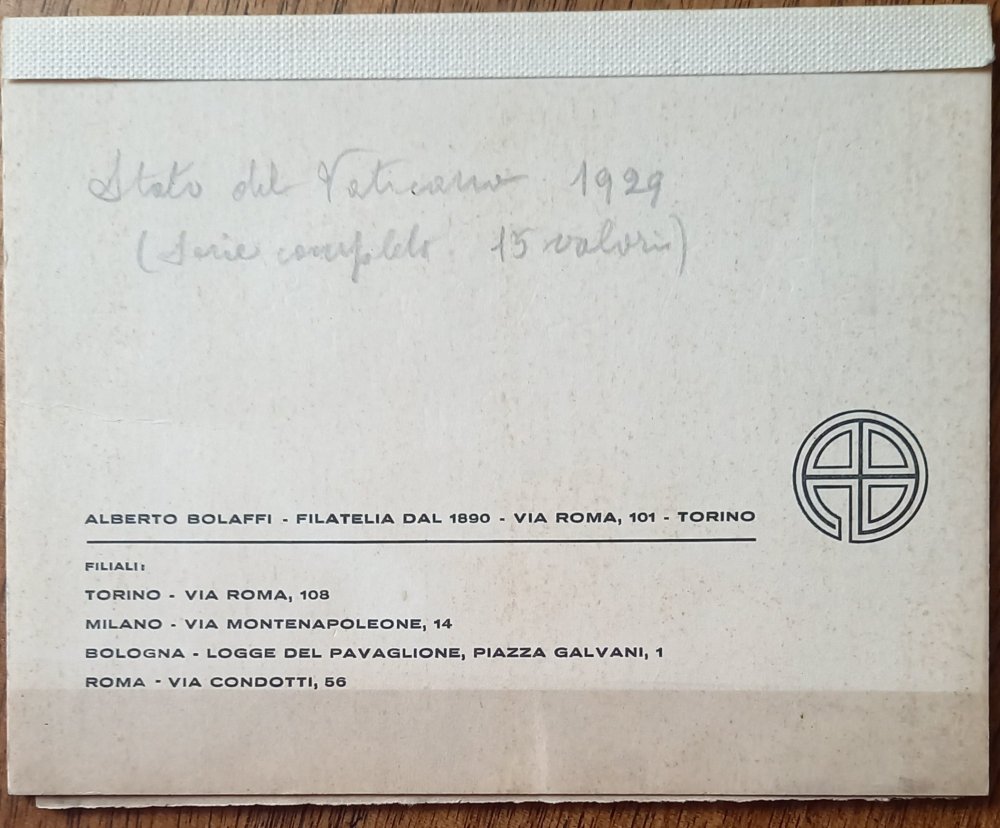 Stato del Vaticano 1929
(Serie completa 15 valori)
ALBERTO BOLAFFI - FILATELIA DAL 1890 - VIA ROMA, 101 - TORINO
FILIALI:
TORINO - VIA ROMA, 108
MILANO - VIA MONTENAPOLEONE, 14
BOLOGNA - LOGGE DEL PAVAGLIONE, PIAZZA GALVANI, 1
ROMA - VIA CONDOTTI, 56